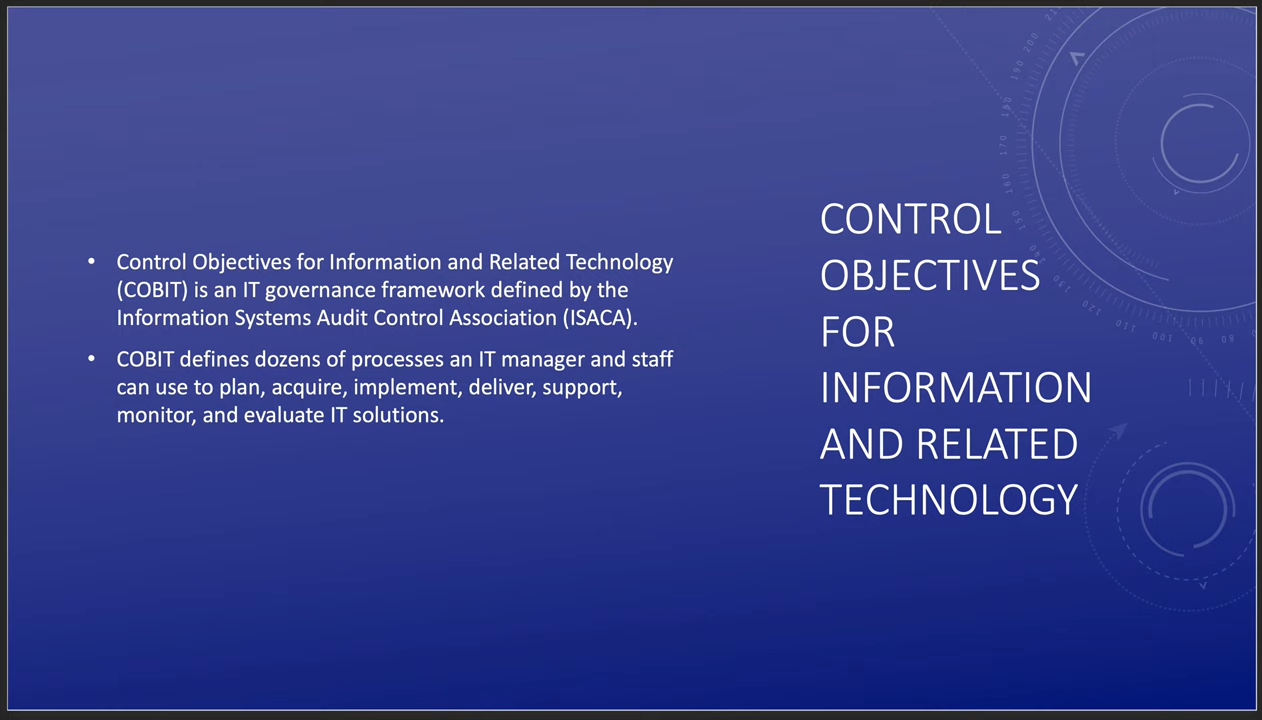 • Control Objectives for Information and Related Technology
(COBIT) is an IT governance framework defined by the
Information Systems Audit Control Association (ISACA).
• COBIT defines dozens of processes an IT manager and staff
can use to plan, acquire, implement, deliver, support,
monitor, and evaluate IT solutions.
CONTROL
OBJECTIVES
FOR
INFORMATION
AND RELATED
TECHNOLOGY